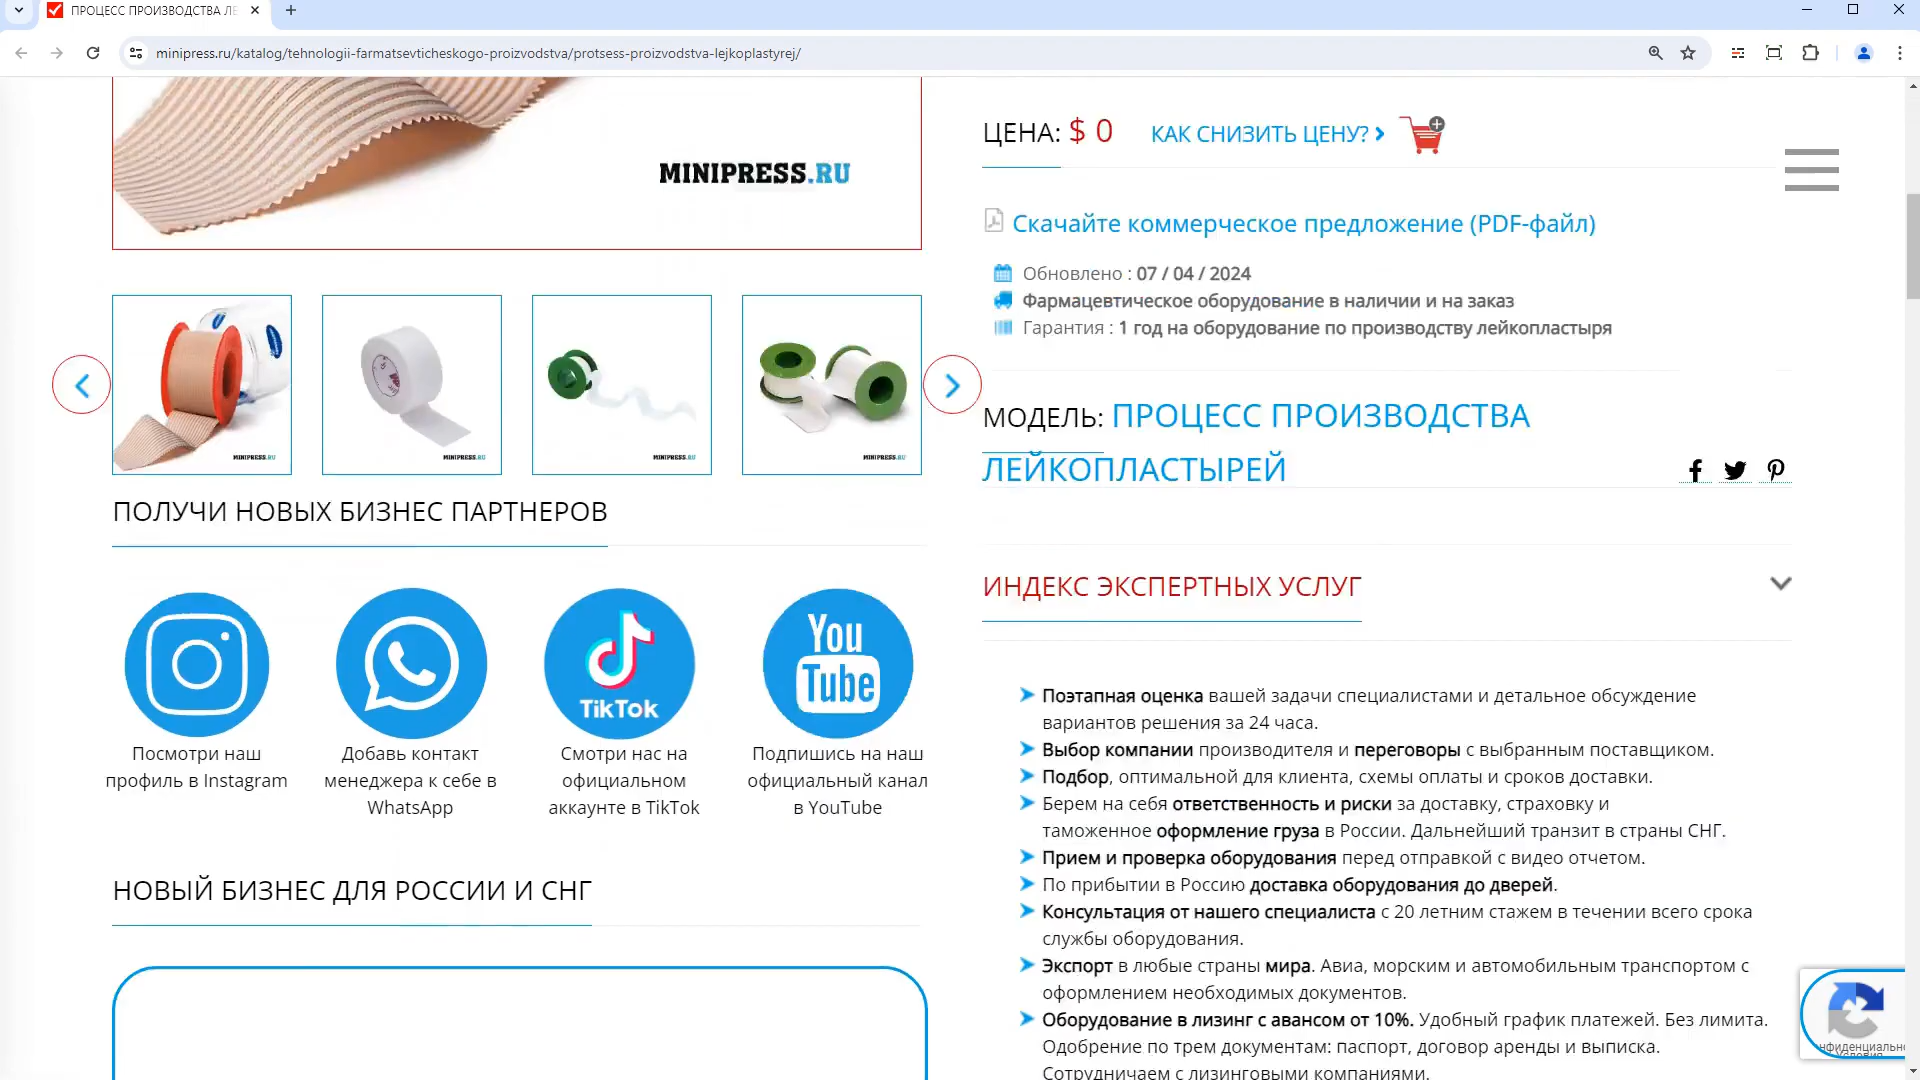 ПРОЦЕСС ПРОИЗВОДСТВА ЛЕ
minipress.ru/katalog/tehnologii-farmatsevticheskogo-proizvodstva/protsess-proizvodstva-lejkoplastyrej/
MINIPRESS.RU
MINIPRESS.RU
MINIPRESS.RU
MINIPRESS.RU
MINIPRESS.RU
ПОЛУЧИ НОВЫХ БИЗНЕС ПАРТНЕРОВ
TikTok
You
Tube
Посмотри наш
профиль в Instagram
Добавь контакт
менеджера к себе в
WhatsApp
Смотри нас на
официальном
аккаунте в TikTok
Подпишись на наш
официальный канал
в YouTube
НОВЫЙ БИЗНЕС ДЛЯ РОССИИ И СНГ
ЦЕНА: $ 0 КАК СНИЗИТЬ ЦЕНУ?
Скачайте коммерческое предложение (PDF-файл)
Обновлено : 07 / 04 / 2024
Фармацевтическое оборудование в наличии и на заказ
Гарантия : 1 год на оборудование по производству лейкопластыря
МОДЕЛЬ: ПРОЦЕСС ПРОИЗВОДСТВА
ЛЕЙКОПЛАСТЫРЕЙ
ИНДЕКС ЭКСПЕРТНЫХ УСЛУГ
Поэтапная оценка вашей задачи специалистами и детальное обсуждение
вариантов решения за 24 часа.
Выбор компании производителя и переговоры с выбранным поставщиком.
Подбор, оптимальной для клиента, схемы оплаты и сроков доставки.
Берем на себя ответственность и риски за доставку, страховку и
таможенное оформление груза в России. Дальнейший транзит в страны СНГ.
Прием и проверка оборудования перед отправкой с видео отчетом.
По прибытии в Россию доставка оборудования до дверей.
Консультация от нашего специалиста с 20 летним стажем в течении всего срока
службы оборудования.
Экспорт в любые страны мира. Авиа, морским и автомобильным транспортом с
оформлением необходимых документов.
Оборудование в лизинг с авансом от 10%. Удобный график платежей. Без лимита.
Одобрение по трем документам: паспорт, договор аренды и выписка.
Сотрудничаем с лизинговыми компаниями.
нфиденциальн